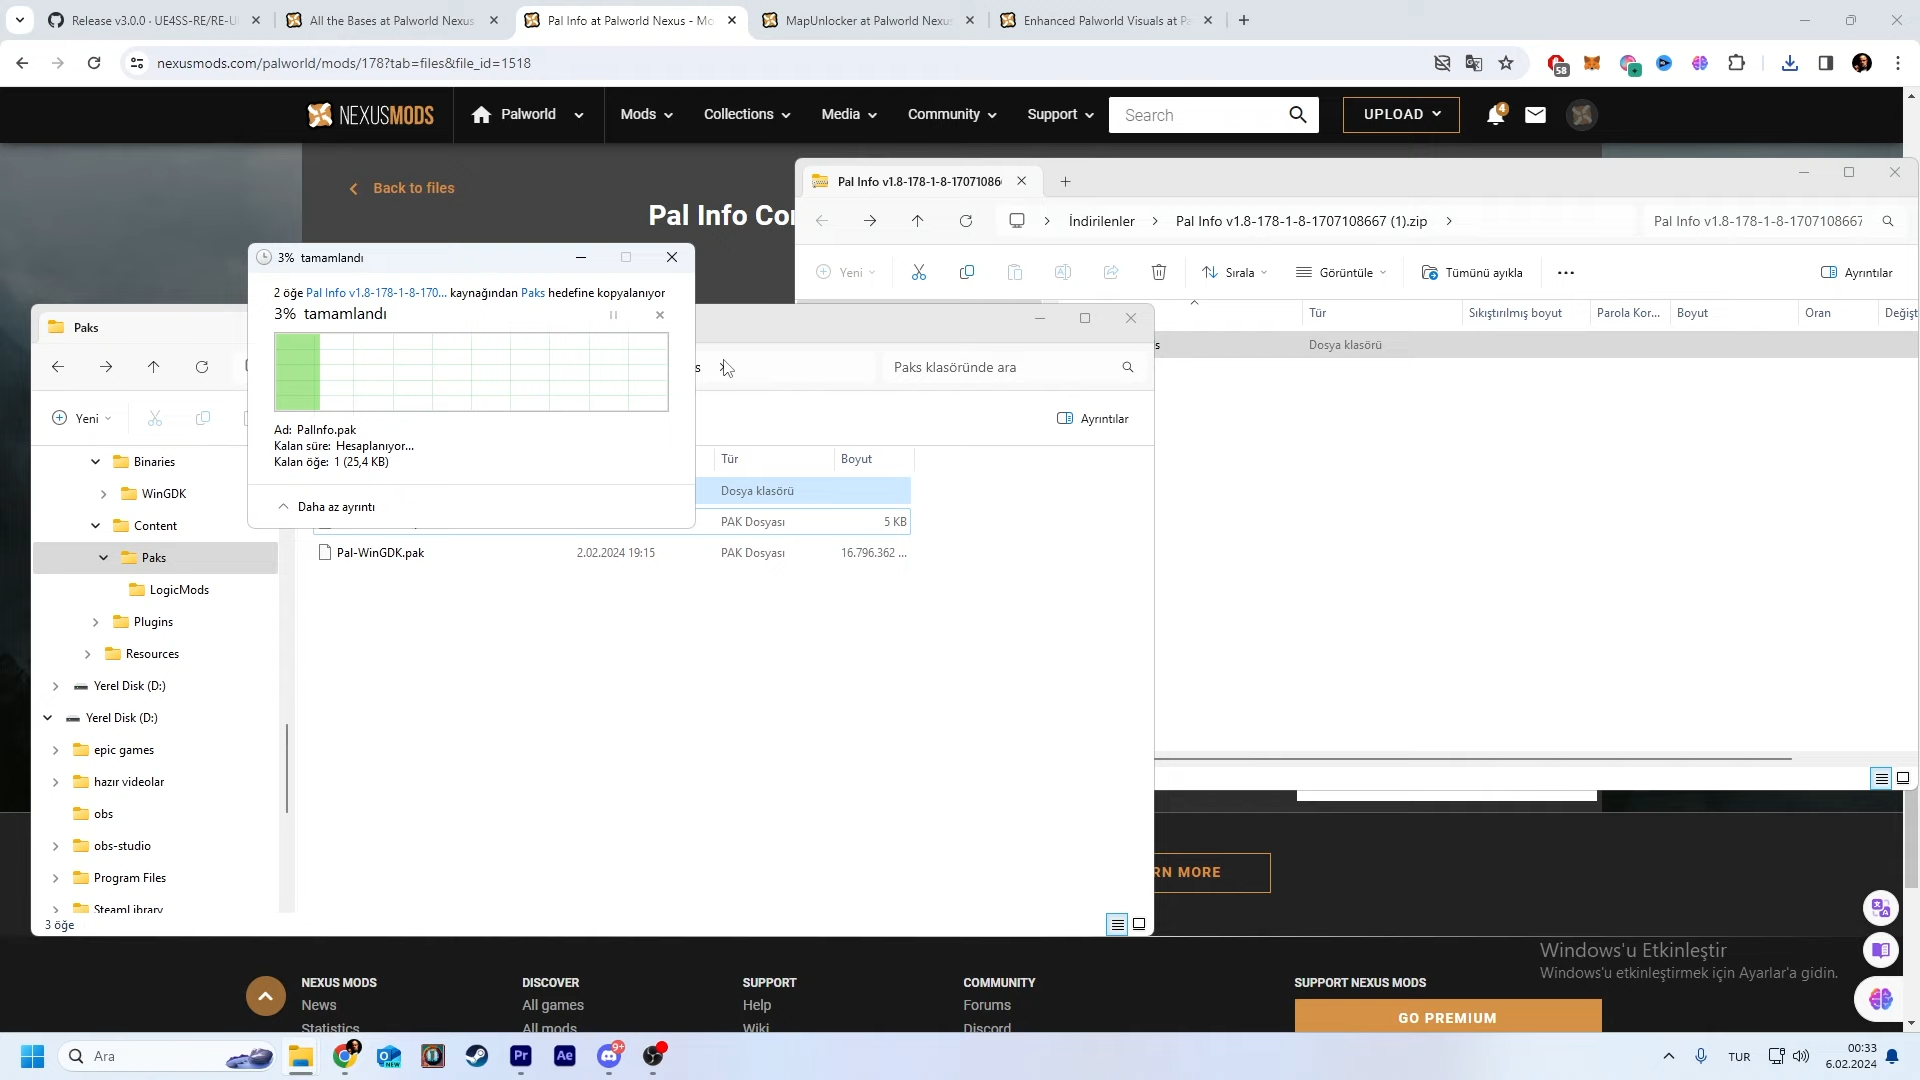 Release v3.0.0 · UE4SS-RE/RE-U
All the Bases at Palworld Nexus
Pal Info at Palworld Nexus - Mo
MapUnlocker at Palworld Nexus
Enhanced Palworld Visuals at Pa
nexusmods.com/palworld/mods/178?tab=files&file_id=1518
58
NEXUSMODS
Palworld
Mods
Collections
Media
Community
Support
Search
UPLOAD
4
Back to files
Pal Info Co
Pal Info v1.8-178-1-8-17071086
İndirilenler
Pal Info v1.8-178-1-8-1707108667 (1).zip
Pal Info v1.8-178-1-8-1707108667
Yeni
Sırala
Görüntüle
Tümünü ayıkla
Ayrıntılar
Tür
Sıkıştırılmış boyut
Parola Kor...
Boyut
Oran
Değişt
s
Dosya klasörü
3% tamamlandı
2 öğe Pal Info v1.8-178-1-8-170... kaynağından Paks hedefine kopyalanıyor
3% tamamlandı
Ad: PalInfo.pak
Kalan süre: Hesaplanıyor...
Kalan öğe: 1 (25,4 KB)
Daha az ayrıntı
Paks
s
Paks klasöründe ara
Yeni
Ayrıntılar
Tür
Boyut
Dosya klasörü
PAK Dosyası
5 KB
Pal-WinGDK.pak
2.02.2024 19:15
PAK Dosyası
16.796.362 ...
Binaries
WinGDK
Content
Paks
LogicMods
Plugins
Resources
Yerel Disk (D:)
Yerel Disk (D:)
epic games
hazır videolar
obs
obs-studio
Program Files
SteamLibrary
3 öğe
RN MORE
Windows'u Etkinleştir
Windows'u etkinleştirmek için Ayarlar'a gidin.
NEXUS MODS
News
Statistics
DISCOVER
All games
All mods
SUPPORT
Help
Wiki
COMMUNITY
Forums
Discord
SUPPORT NEXUS MODS
GO PREMIUM
Ara
NEW
Pr
Ae
9+
TUR
00:33
6.02.2024